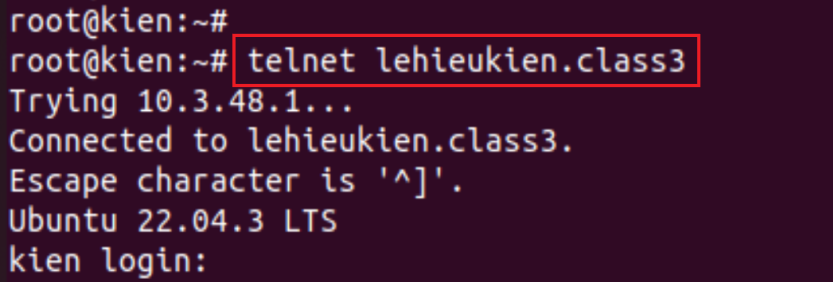 root@kien:~#
root@kien:~# telnet lehieukien.class3
Trying 10.3.48.1...
Connected to lehieukien.class3.
Escape character is '^]'.
Ubuntu 22.04.3 LTS
kien login: